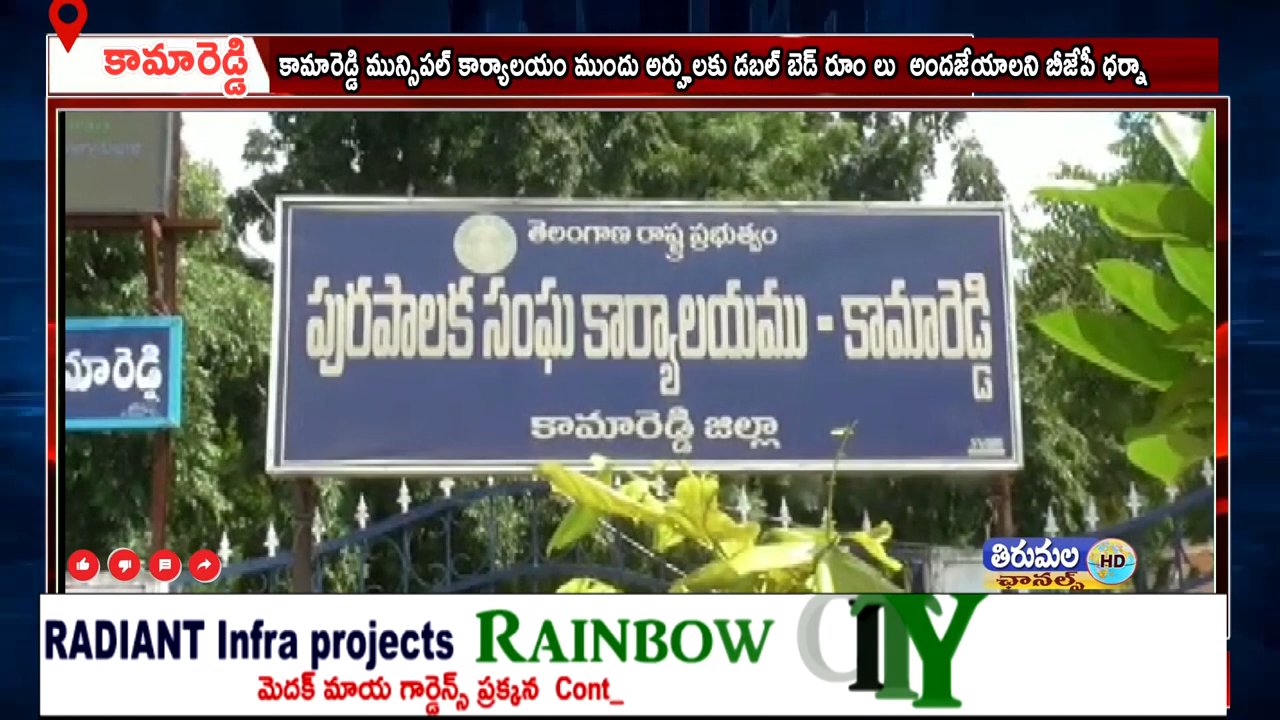 కామారెడ్డి
కామారెడ్డి మున్సిపల్ కార్యాలయం ముందు అర్హులకు డబల్ బెడ్ రూం లు అందజేయాలని బీజేపీ ధర్నా
తెలంగాణ రాష్ట్ర ప్రభుత్వం
పురపాలక సంఘ కార్యాలయము - కామారెడ్డి
కామారెడ్డి జిల్లా
మారెడ్డి
తిరుమల
ఛానల్స్
HD
RADIANT Infra projects RAINBOW CITY
మెదక్ మాయ గార్డెన్స్ ప్రక్కన Cont_